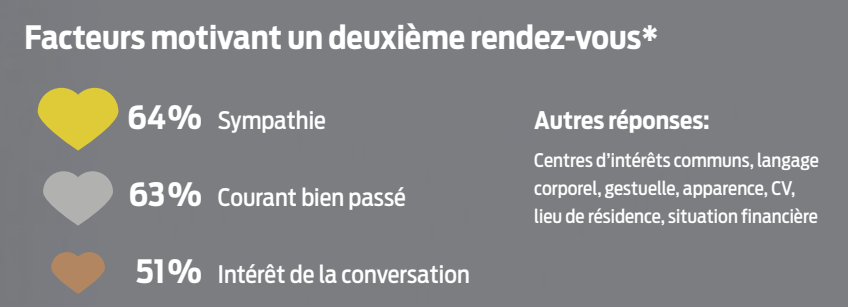 Facteurs motivant un deuxième rendez-vous*
64% Sympathie
63% Courant bien passé
51% Intérêt de la conversation
Autres réponses:
Centres d'intérêts communs, langage
corporel, gestuelle, apparence, CV,
lieu de résidence, situation financière